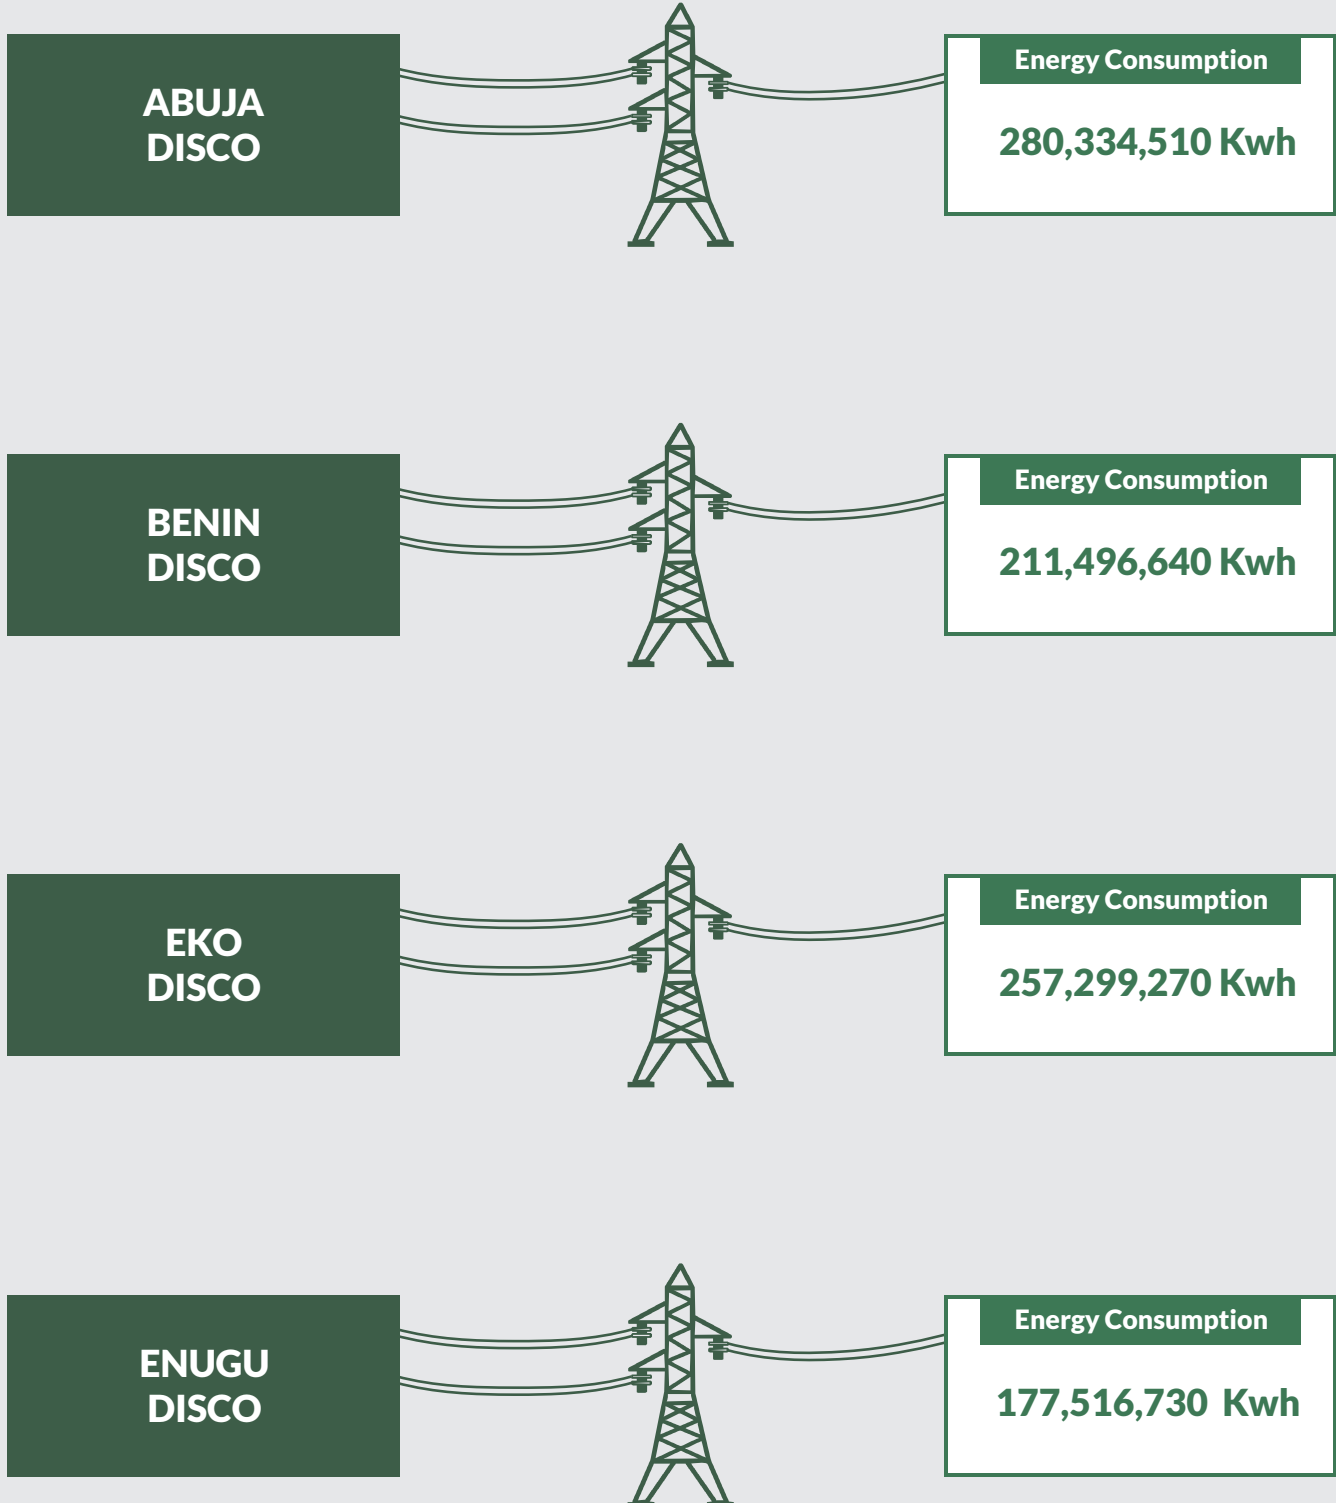 ABUJA
DISCO
Energy Consumption
280,334,510 Kwh
BENIN
DISCO
Energy Consumption
211,496,640 Kwh
EKO
DISCO
Energy Consumption
257,299,270 Kwh
ENUGU
DISCO
Energy Consumption
177,516,730 Kwh